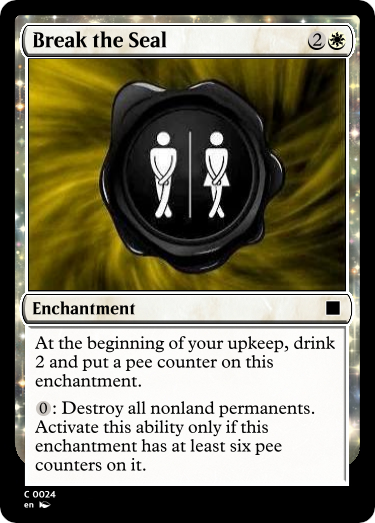 Break the Seal 2
Enchantment
At the beginning of your upkeep, drink
2 and put a pee counter on this
enchantment.
0: Destroy all nonland permanents.
Activate this ability only if this
enchantment has at least six pee
counters on it.
C 0024
en